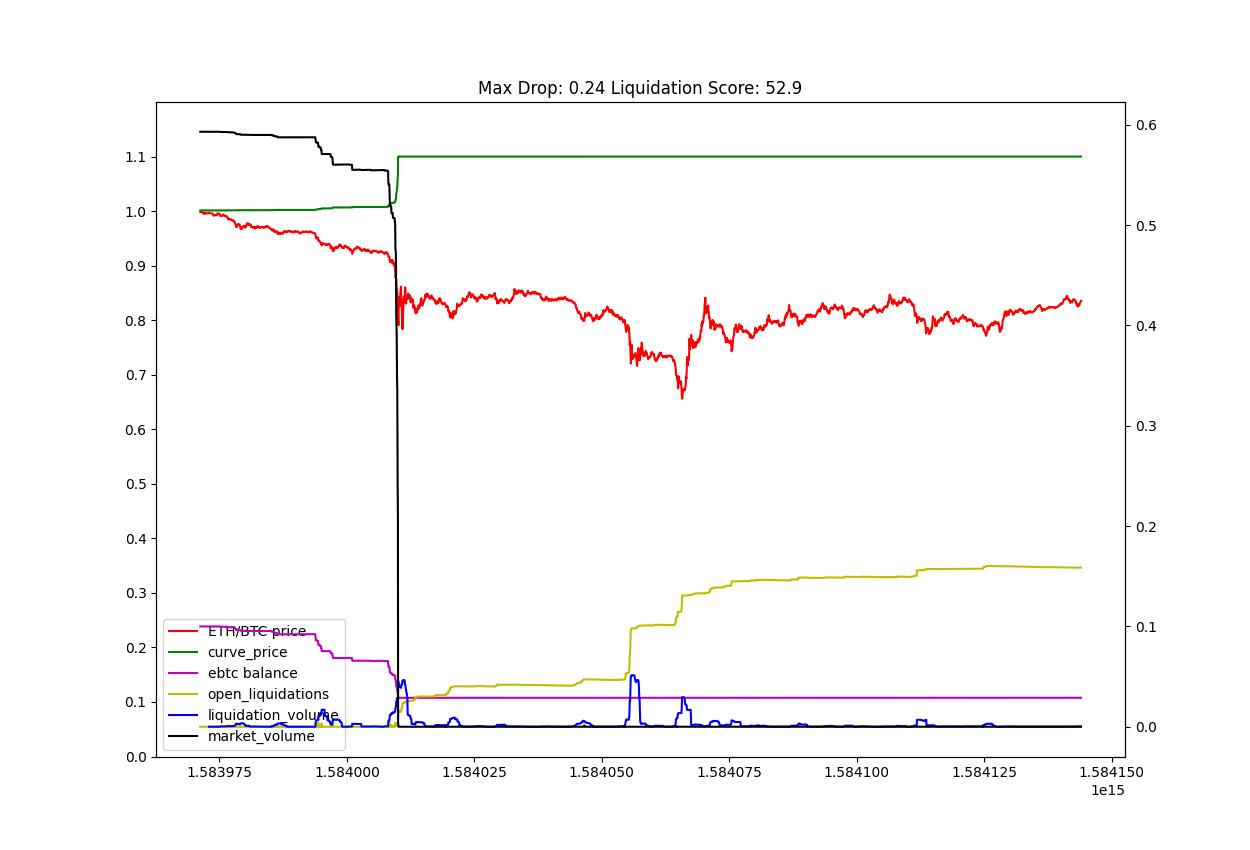 Max Drop: 0.24 Liquidation Score: 52.9
1.1
1.0
0.9
0.8
0.7
0.6
0.5
0.4
0.3
0.2
0.1
0.0
0.6
0.5
0.4
0.3
0.2
0.1
0.0
ETH/BTC price
curve_price
ebtc balance
open_liquidations
liquidation_volume
market_volume
1.583975 1.584000 1.584025 1.584050 1.584075 1.584100 1.584125 1.584150
1e15